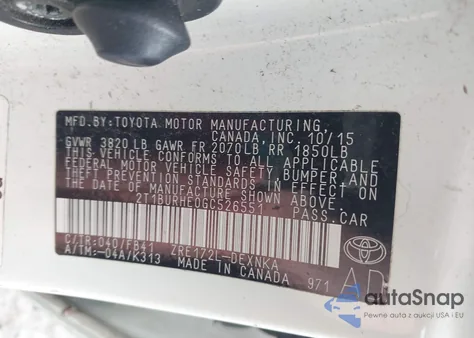 MFD.BY:TOYOTA MOTOR MANUFACTURING,
CANADA, INC. 10/15
GVWR 3820 LB GAWR FR 2070LB RR 1850LB
THIS VEHICLE CONFORMS TO ALL APPLICABLE
FEDERAL MOTOR VEHICLE SAFETY, BUMPER,AND
THEFT PREVENTION STANDARDS IN EFFECT ON
THE DATE OF MANUFACTURE SHOWN ABOVE.
2T1BURHE0GC526551 PASS.CAR
C/TR:040/FB41 ZRE172L-DEXNKA
A/TM:-04A/K313 MADE IN CANADA 971
AD
autoSnap
Pewne auta z aukcji USA i EU